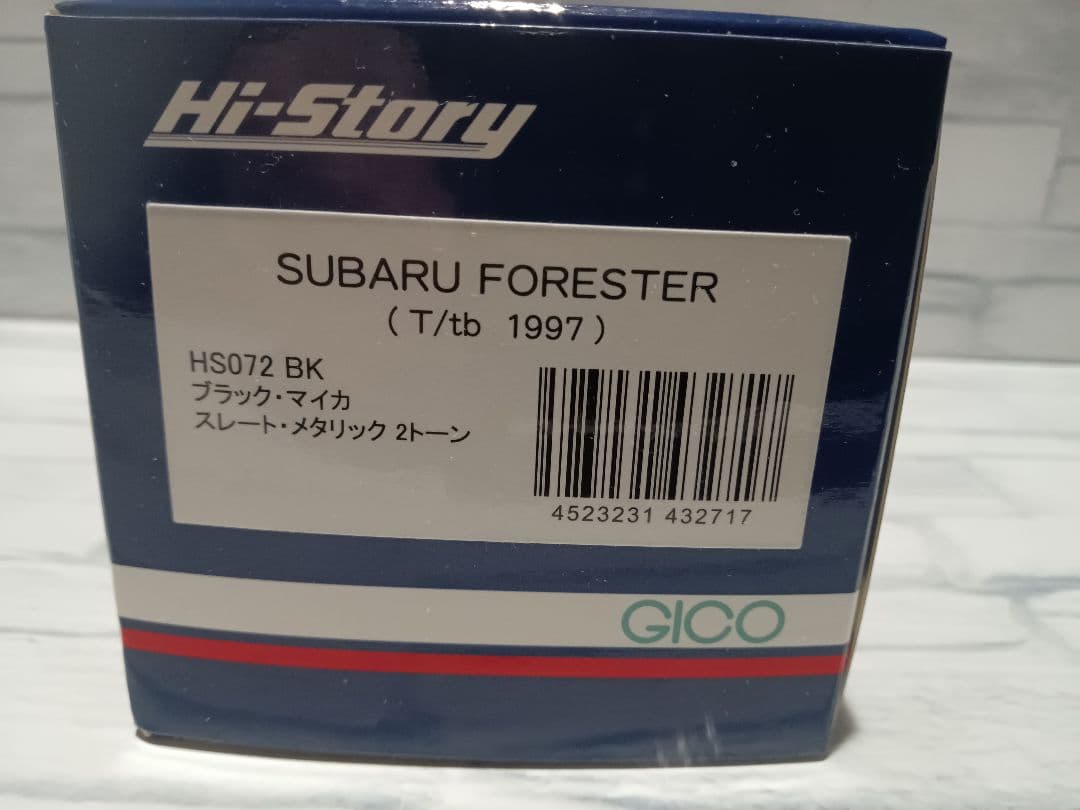 Hi-Story
SUBARU FORESTER
( T/tb 1997 )
HS072 BK
ブラック・マイカ
スレート・メタリック 2トーン
4523231 432717
GICO